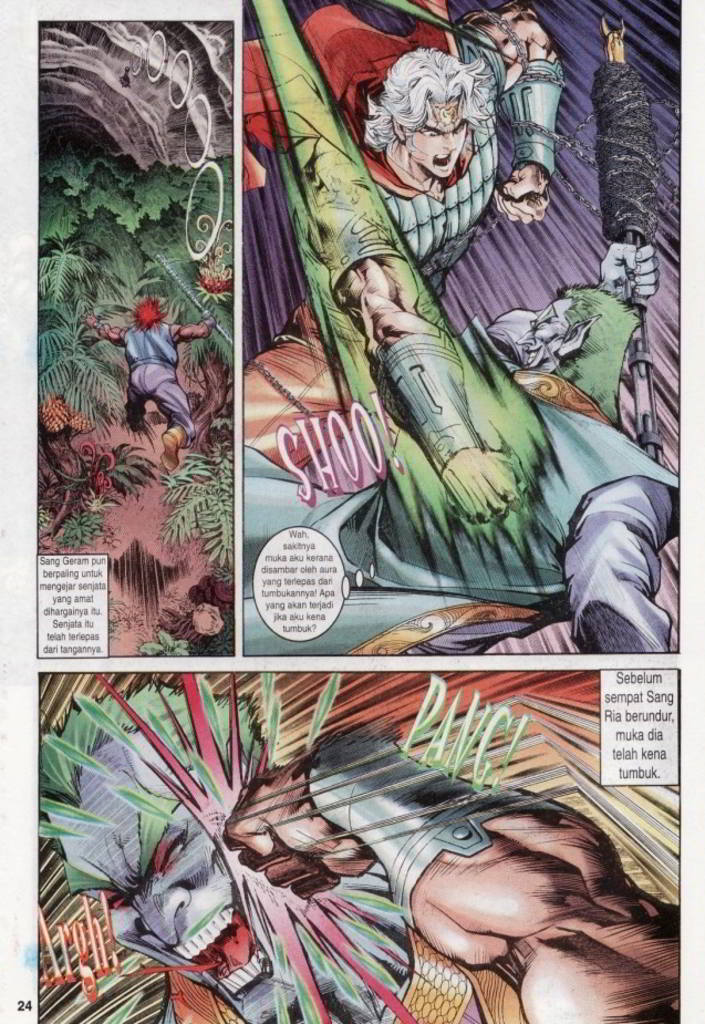 Sang Geram pun
berpaling untuk
mengejar senjata
yang amat
dihargainya itu.
Senjata itu
telah terlepas
dari tangannya.
SHOO!
Wah,
sakitnya
muka aku kerana
disambar oleh aura
yang terlepas dari
tumbukannya! Apa
yang akan terjadi
jika aku kena
tumbuk?
Sebelum
sempat Sang
Ria berundur,
muka dia
telah kena
tumbuk.
PANG!
Argh!
24